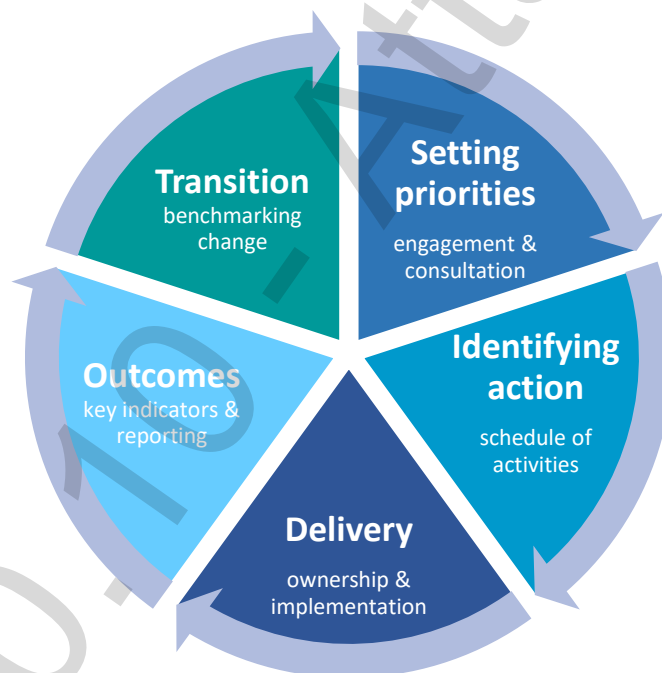 Setting
priorities
engagement &
consultation
Identifying
action
schedule of
activities
Delivery
ownership &
implementation
Outcomes
key indicators &
reporting
Transition
benchmarking
change